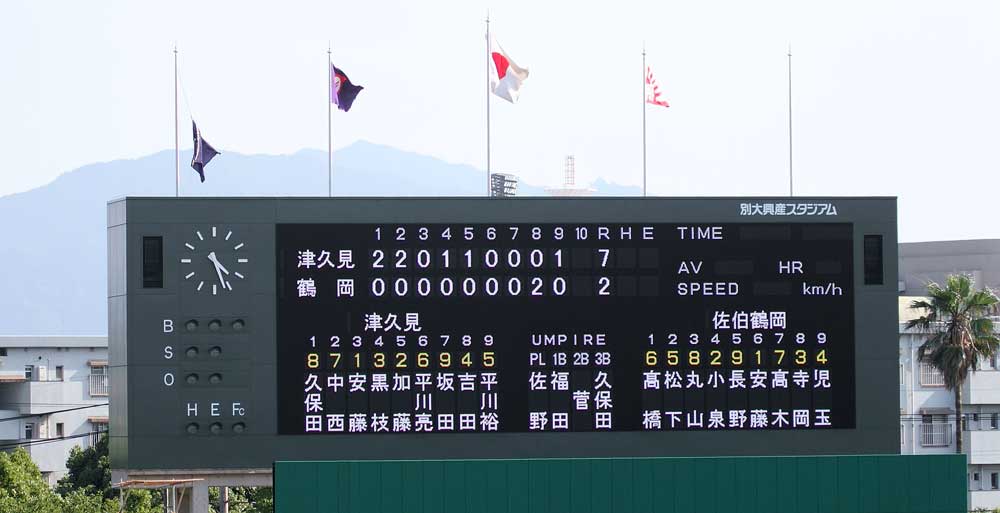 別大興産スタジアム
1 2 3 4 5 6 7 8 9 10 R H E TIME
津久見 2 2 0 1 1 0 0 0 1 7 AV HR
鶴岡 0 0 0 0 0 0 0 2 0 2 SPEED km/h
津久見 佐伯鶴岡
1 2 3 4 5 6 7 8 9 UMPIRE 1 2 3 4 5 6 7 8 9
8 7 1 3 2 6 9 4 5 PL 1B 2B 3B 6 5 8 2 9 1 7 3 4
久保田 中西 安藤 黒枝 加藤 平川亮 坂田 吉田 平川裕 佐野 福田 菅 久保田 髙橋 松下 丸山 小泉 長野 安藤 髙木 寺岡 児玉
B
S
O
H E Fc